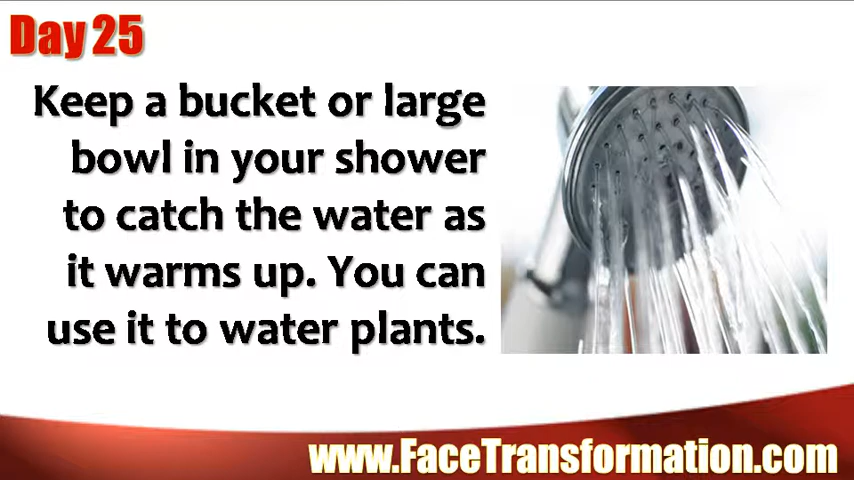 Day 25
Keep a bucket or large
bowl in your shower
to catch the water as
it warms up. You can
use it to water plants.
www.FaceTransformation.com